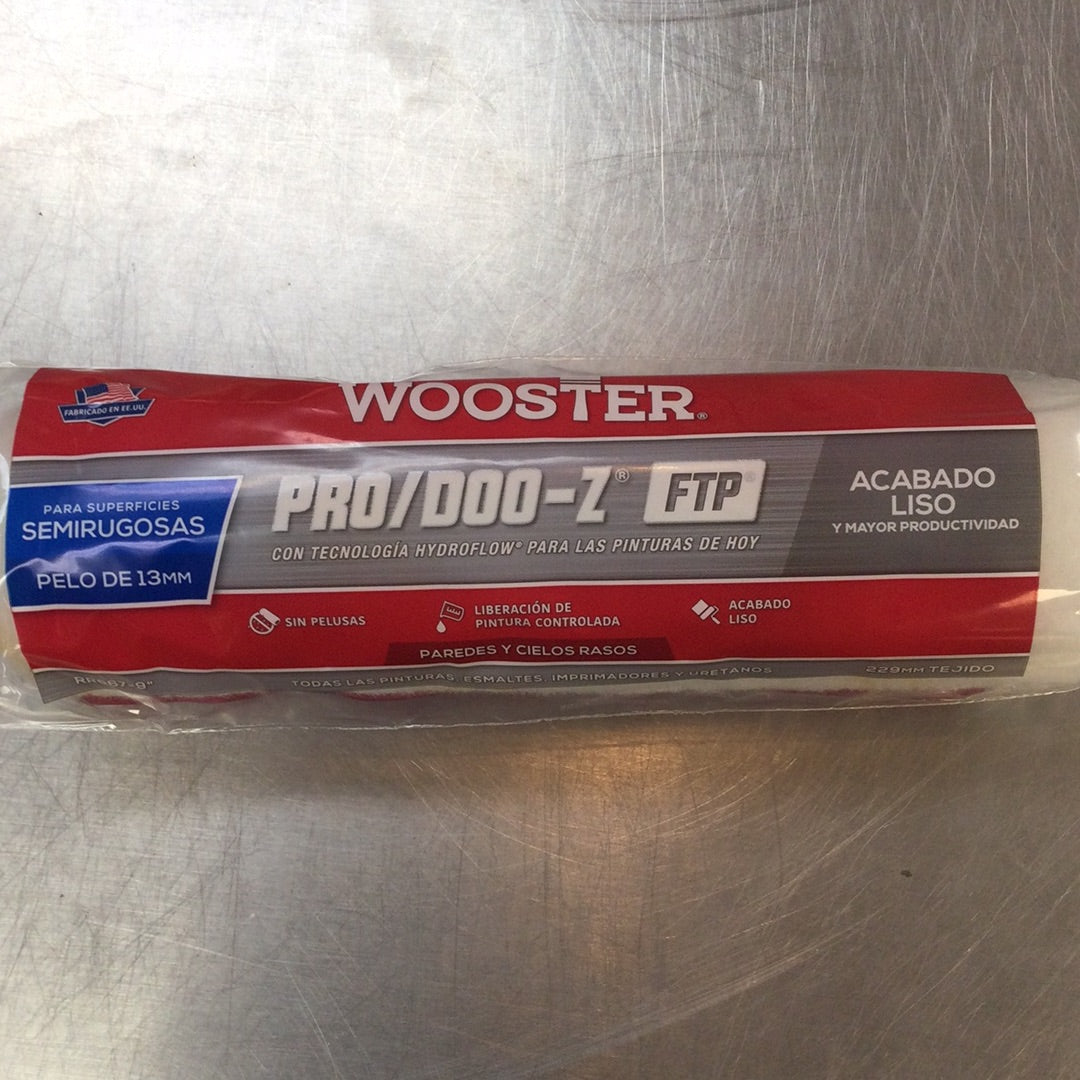 FABRICADO EN EE.UU.
WOOSTER®
PARA SUPERFICIES
SEMIRUGOSAS
PELO DE 13MM
PRO/DOO-Z® FTP®
CON TECNOLOGÍA HYDROFLOW® PARA LAS PINTURAS DE HOY
ACABADO
LISO
Y MAYOR PRODUCTIVIDAD
SIN PELUSAS
LIBERACIÓN DE
PINTURA CONTROLADA
ACABADO
LISO
PAREDES Y CIELOS RASOS
TODAS LAS PINTURAS, ESMALTES, IMPRIMADORES Y URETANOS
229MM TEJIDO